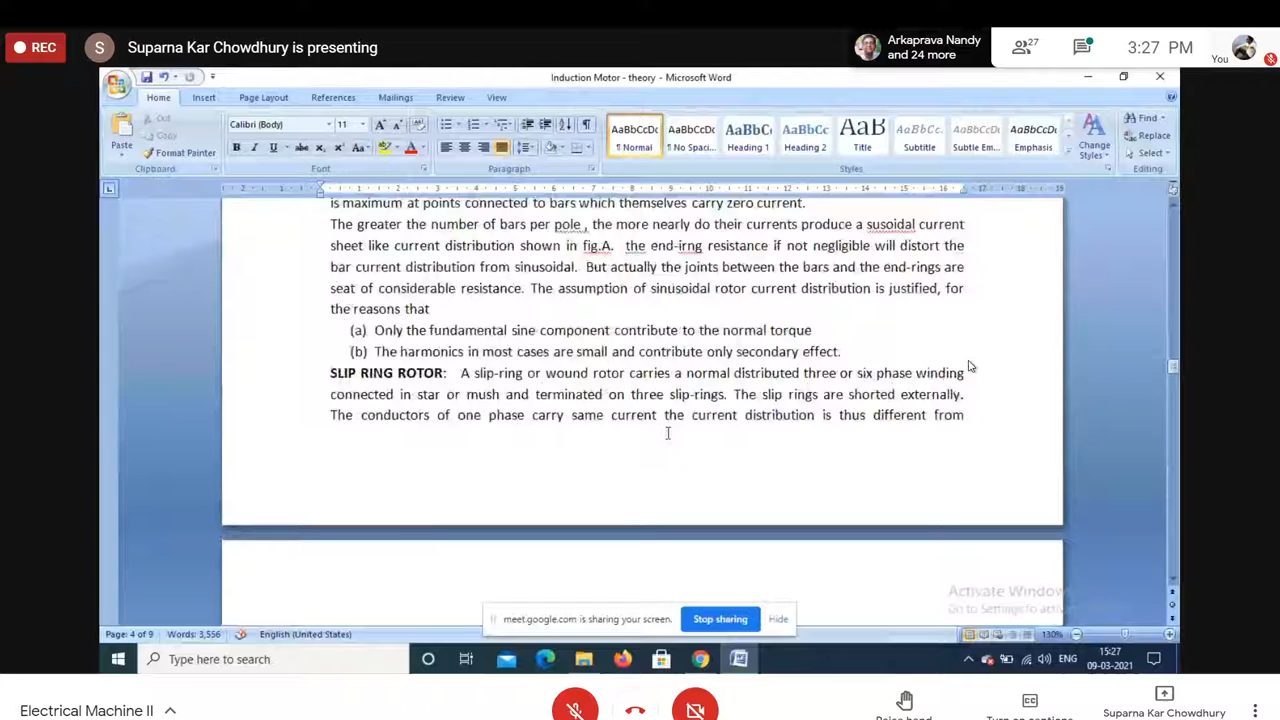 REC
S
Suparna Kar Chowdhury is presenting
Arkaprava Nandy
and 24 more
27
3:27 PM
You
Induction Motor - theory - Microsoft Word
Home Insert Page Layout References Mailings Review View
Cut
Copy
Format Painter
Paste
Clipboard
Calibri (Body) 11
Font
Paragraph
AaBbCcDc AaBbCcDc AaBbCc AaBbCc AaB AaBbCc. AaBbCcDc AaBbCcDc
¶ Normal ¶ No Spaci... Heading 1 Heading 2 Title Subtitle Subtle Em... Emphasis
Styles
Change
Styles
Find
Replace
Select
Editing
is maximum at points connected to bars which themselves carry zero current.
The greater the number of bars per pole , the more nearly do their currents produce a susoidal current
sheet like current distribution shown in fig.A. the end-irng resistance if not negligible will distort the
bar current distribution from sinusoidal. But actually the joints between the bars and the end-rings are
seat of considerable resistance. The assumption of sinusoidal rotor current distribution is justified, for
the reasons that
(a) Only the fundamental sine component contribute to the normal torque
(b) The harmonics in most cases are small and contribute only secondary effect.
SLIP RING ROTOR: A slip-ring or wound rotor carries a normal distributed three or six phase winding
connected in star or mush and terminated on three slip-rings. The slip rings are shorted externally.
The conductors of one phase carry same current the current distribution is thus different from
Activate Window
Go to Settings to activ
meet.google.com is sharing your screen. Stop sharing Hide
Page: 4 of 9 Words: 3,556 English (United States) 130%
Type here to search
ENG
15:27
09-03-2021
Electrical Machine II
Raise hand
Turn on captions
Suparna Kar Chowdhury
is presenting